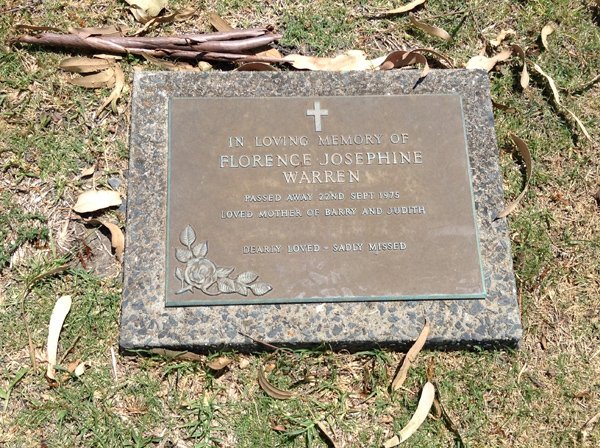 IN LOVING MEMORY OF
FLORENCE JOSEPHINE
WARREN
PASSED AWAY 22ND SEPT. 1975
LOVED MOTHER OF BARRY AND JUDITH
DEARLY LOVED - SADLY MISSED